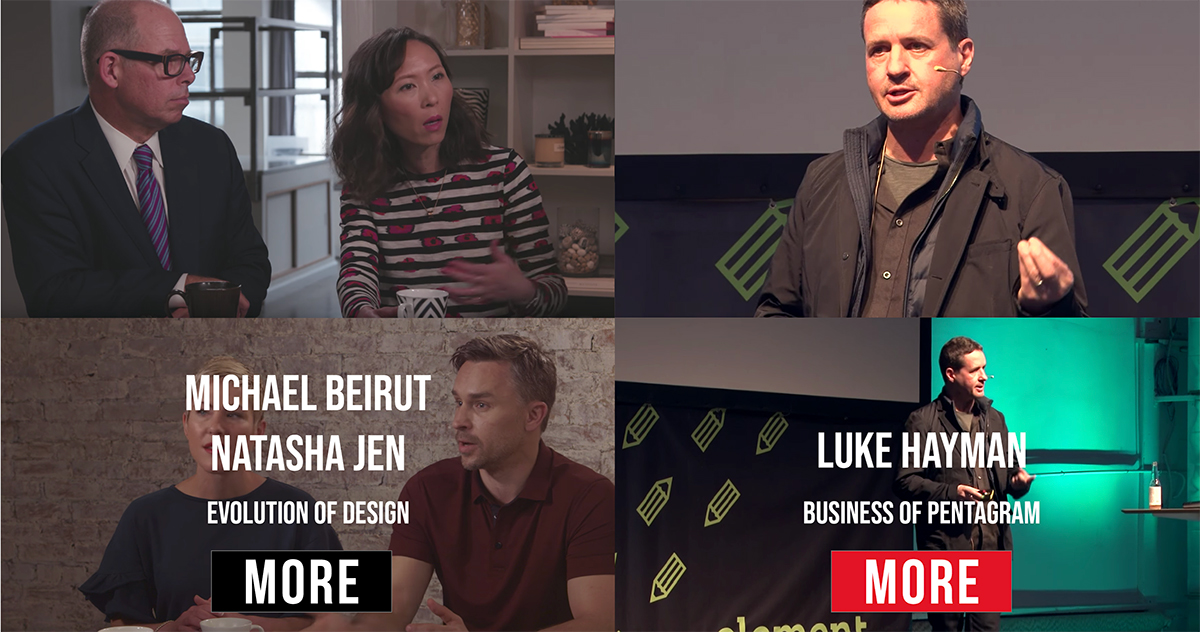 MICHAEL BEIRUT
NATASHA JEN
EVOLUTION OF DESIGN
MORE
LUKE HAYMAN
BUSINESS OF PENTAGRAM
MORE
element